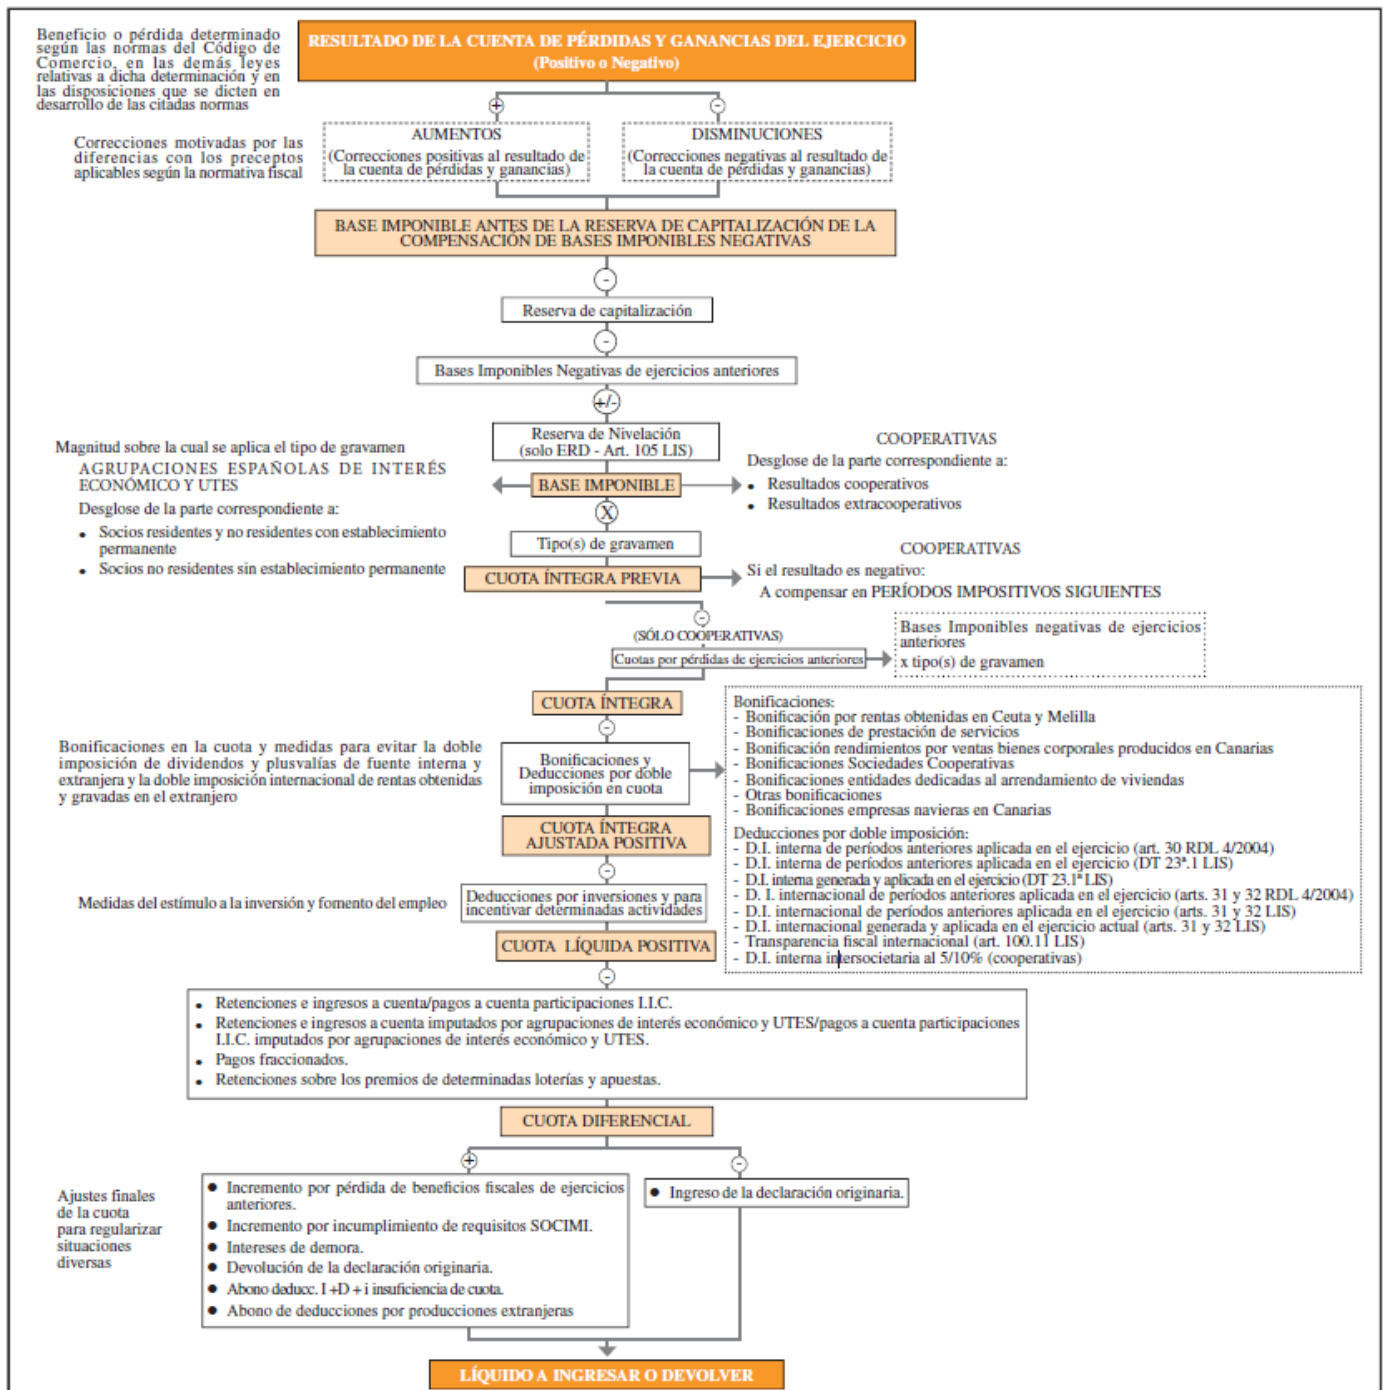 Beneficio o pérdida determinado
según las normas del Código de
Comercio, en las demás leyes
relativas a dicha determinación y en
las disposiciones que se dicten en
desarrollo de las citadas normas
RESULTADO DE LA CUENTA DE PÉRDIDAS Y GANANCIAS DEL EJERCICIO
(Positivo o Negativo)
+
-
Correcciones motivadas por las
diferencias con los preceptos
aplicables según la normativa fiscal
AUMENTOS
(Correcciones positivas al resultado de
la cuenta de pérdidas y ganancias)
DISMINUCIONES
(Correcciones negativas al resultado de
la cuenta de pérdidas y ganancias)
BASE IMPONIBLE ANTES DE LA RESERVA DE CAPITALIZACIÓN DE LA
COMPENSACIÓN DE BASES IMPONIBLES NEGATIVAS
-
Reserva de capitalización
-
Bases Imponibles Negativas de ejercicios anteriores
+/-
Reserva de Nivelación
(solo ERD - Art. 105 LIS)
Magnitud sobre la cual se aplica el tipo de gravamen
AGRUPACIONES ESPAÑOLAS DE INTERÉS
ECONÓMICO Y UTES
Desglose de la parte correspondiente a:
• Socios residentes y no residentes con establecimiento
permanente
• Socios no residentes sin establecimiento permanente
BASE IMPONIBLE
COOPERATIVAS
Desglose de la parte correspondiente a:
• Resultados cooperativos
• Resultados extracooperativos
X
Tipo(s) de gravamen
CUOTA ÍNTEGRA PREVIA
COOPERATIVAS
Si el resultado es negativo:
A compensar en PERÍODOS IMPOSITIVOS SIGUIENTES
-
(SÓLO COOPERATIVAS)
Cuotas por pérdidas de ejercicios anteriores
Bases Imponibles negativas de ejercicios
anteriores
x tipo(s) de gravamen
CUOTA ÍNTEGRA
-
Bonificaciones en la cuota y medidas para evitar la doble
imposición de dividendos y plusvalías de fuente interna y
extranjera y la doble imposición internacional de rentas obtenidas
y gravadas en el extranjero
Bonificaciones y
Deducciones por doble
imposición en cuota
Bonificaciones:
- Bonificación por rentas obtenidas en Ceuta y Melilla
- Bonificaciones de prestación de servicios
- Bonificación rendimientos por ventas bienes corporales producidos en Canarias
- Bonificaciones Sociedades Cooperativas
- Bonificaciones entidades dedicadas al arrendamiento de viviendas
- Otras bonificaciones
- Bonificaciones empresas navieras en Canarias
Deducciones por doble imposición:
- D.I. interna de períodos anteriores aplicada en el ejercicio (art. 30 RDL 4/2004)
- D.I. interna de períodos anteriores aplicada en el ejercicio (DT 23ª.1 LIS)
- D.I. interna generada y aplicada en el ejercicio (DT 23.1ª LIS)
- D. I. internacional de períodos anteriores aplicada en el ejercicio (arts. 31 y 32 RDL 4/2004)
- D.I. internacional de períodos anteriores aplicada en el ejercicio (arts. 31 y 32 LIS)
- D.I. internacional generada y aplicada en el ejercicio actual (arts. 31 y 32 LIS)
- Transparencia fiscal internacional (art. 100.11 LIS)
- D.I. interna intersocietaria al 5/10% (cooperativas)
CUOTA ÍNTEGRA
AJUSTADA POSITIVA
-
Medidas del estímulo a la inversión y fomento del empleo
Deducciones por inversiones y para
incentivar determinadas actividades
CUOTA LÍQUIDA POSITIVA
-
• Retenciones e ingresos a cuenta/pagos a cuenta participaciones I.I.C.
• Retenciones e ingresos a cuenta imputados por agrupaciones de interés económico y UTES/pagos a cuenta participaciones
I.I.C. imputados por agrupaciones de interés económico y UTES.
• Pagos fraccionados.
• Retenciones sobre los premios de determinadas loterías y apuestas.
CUOTA DIFERENCIAL
+
-
Ajustes finales
de la cuota
para regularizar
situaciones
diversas
• Incremento por pérdida de beneficios fiscales de ejercicios
anteriores.
• Incremento por incumplimiento de requisitos SOCIMI.
• Intereses de demora.
• Devolución de la declaración originaria.
• Abono deducc. I +D + i insuficiencia de cuota.
• Abono de deducciones por producciones extranjeras
• Ingreso de la declaración originaria.
LÍQUIDO A INGRESAR O DEVOLVER